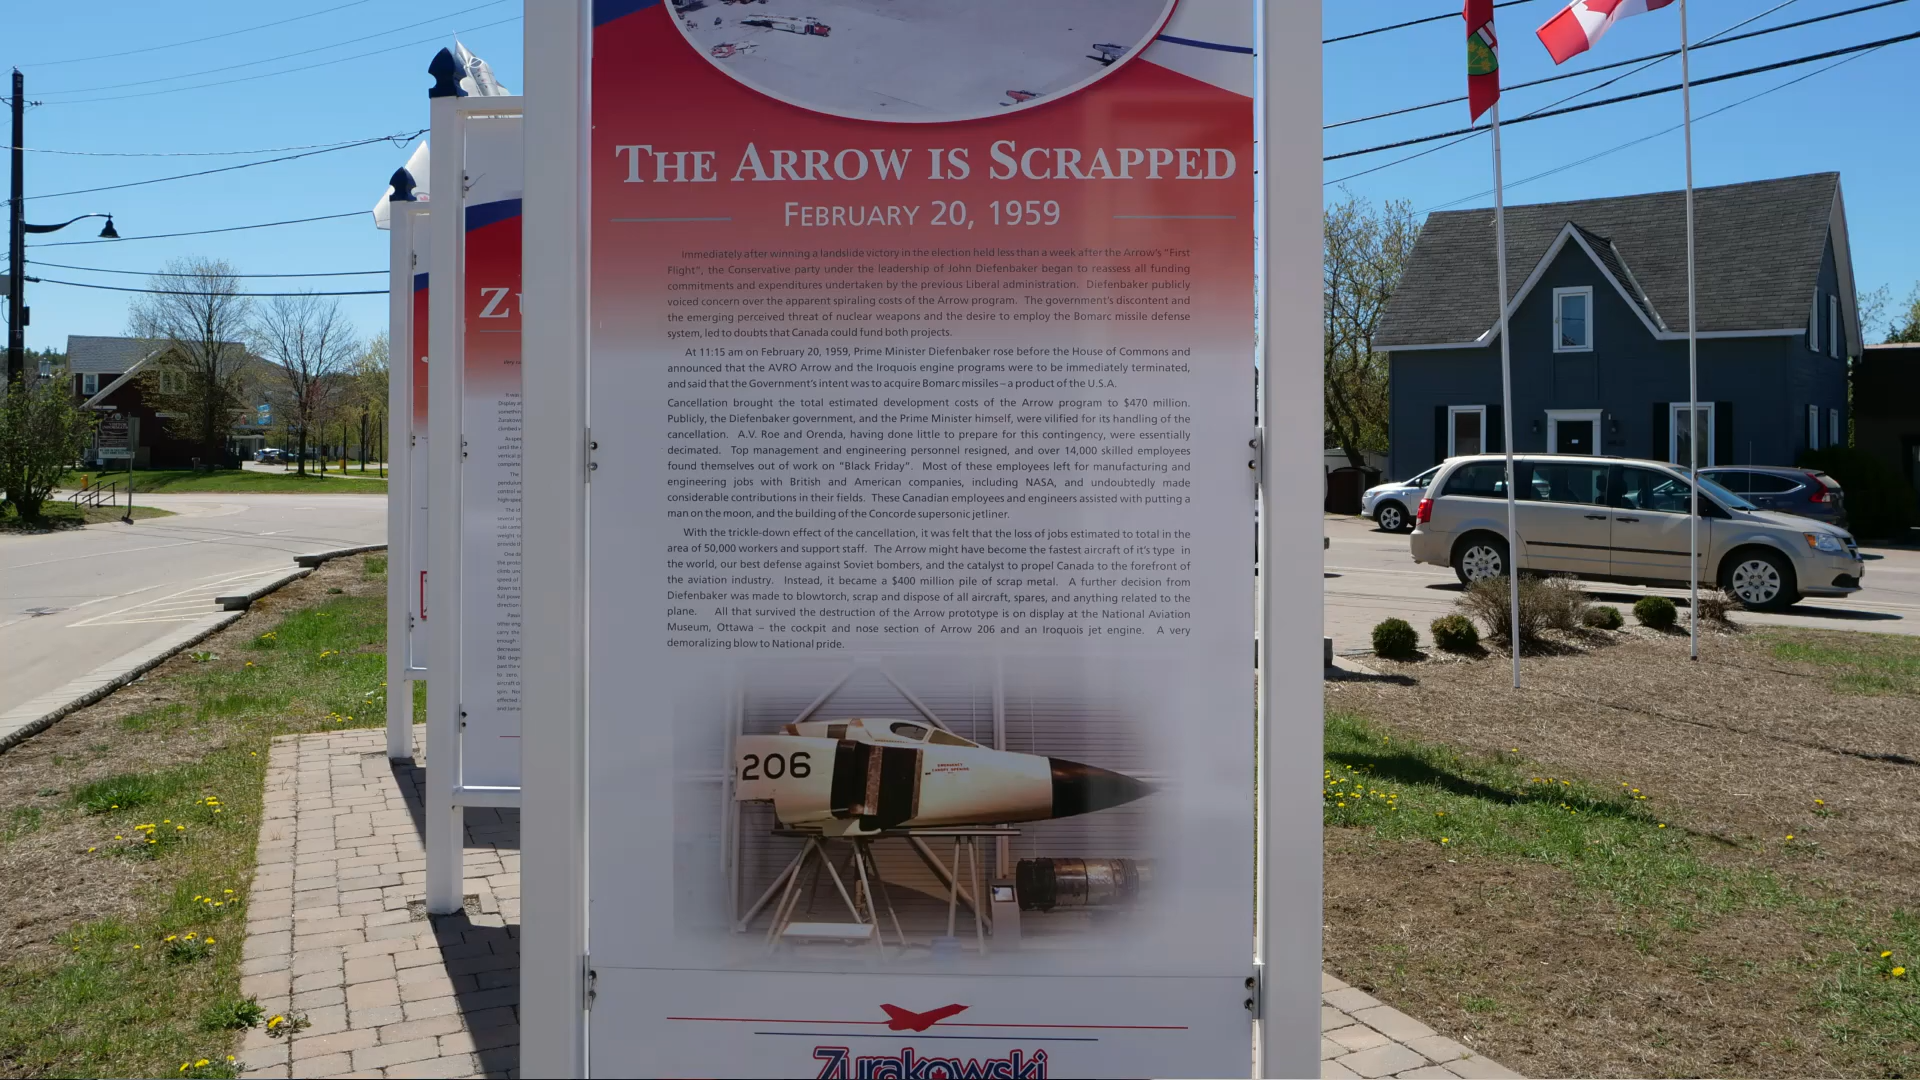 THE ARROW IS SCRAPPED
FEBRUARY 20, 1959
Immediately after winning a landslide victory in the election held less than a week after the Arrow's "First
Flight", the Conservative party under the leadership of John Diefenbaker began to reassess all funding
commitments and expenditures undertaken by the previous Liberal administration. Diefenbaker publicly
voiced concern over the apparent spiraling costs of the Arrow program. The government's discontent and
the emerging perceived threat of nuclear weapons and the desire to employ the Bomarc missile defense
system, led to doubts that Canada could fund both projects.
At 11:15 am on February 20, 1959, Prime Minister Diefenbaker rose before the House of Commons and
announced that the AVRO Arrow and the Iroquois engine programs were to be immediately terminated,
and said that the Government's intent was to acquire Bomarc missiles – a product of the U.S.A.
Cancellation brought the total estimated development costs of the Arrow program to $470 million.
Publicly, the Diefenbaker government, and the Prime Minister himself, were vilified for its handling of the
cancellation. A.V. Roe and Orenda, having done little to prepare for this contingency, were essentially
decimated. Top management and engineering personnel resigned, and over 14,000 skilled employees
found themselves out of work on "Black Friday". Most of these employees left for manufacturing and
engineering jobs with British and American companies, including NASA, and undoubtedly made
considerable contributions in their fields. These Canadian employees and engineers assisted with putting a
man on the moon, and the building of the Concorde supersonic jetliner.
With the trickle-down effect of the cancellation, it was felt that the loss of jobs estimated to total in the
area of 50,000 workers and support staff. The Arrow might have become the fastest aircraft of it's type in
the world, our best defense against Soviet bombers, and the catalyst to propel Canada to the forefront of
the aviation industry. Instead, it became a $400 million pile of scrap metal. A further decision from
Diefenbaker was made to blowtorch, scrap and dispose of all aircraft, spares, and anything related to the
plane. All that survived the destruction of the Arrow prototype is on display at the National Aviation
Museum, Ottawa – the cockpit and nose section of Arrow 206 and an Iroquois jet engine. A very
demoralizing blow to National pride.
206
Zurakowski